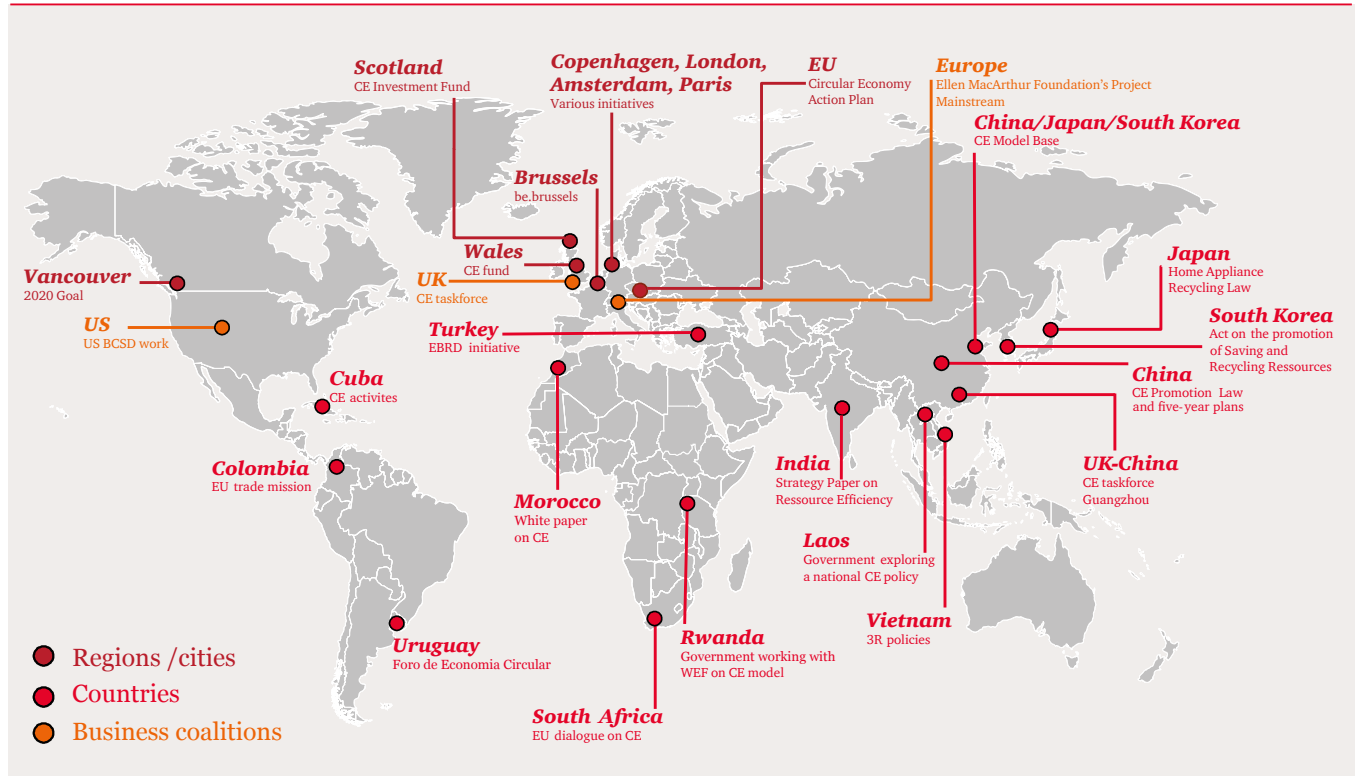 Scotland
CE Investment Fund
Copenhagen, London,
Amsterdam, Paris
Various initiatives
EU
Circular Economy
Action Plan
Europe
Ellen MacArthur Foundation's Project
Mainstream
China/Japan/South Korea
CE Model Base
Brussels
be.brussels
Wales
CE fund
UK
CE taskforce
Vancouver
2020 Goal
US
US BCSD work
Turkey
EBRD initiative
Japan
Home Appliance
Recycling Law
South Korea
Act on the promotion
of Saving and
Recycling Ressources
China
CE Promotion Law
and five-year plans
Cuba
CE activites
Colombia
EU trade mission
Morocco
White paper
on CE
India
Strategy Paper on
Ressource Efficiency
UK-China
CE taskforce
Guangzhou
Laos
Government exploring
a national CE policy
Vietnam
3R policies
Uruguay
Foro de Economia Circular
Rwanda
Government working with
WEF on CE model
South Africa
EU dialogue on CE
Regions /cities
Countries
Business coalitions